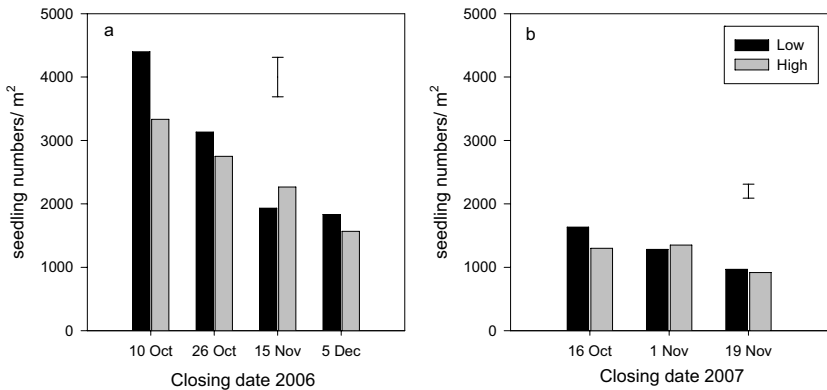 a
seedling numbers/ m²
5000
4000
3000
2000
1000
0
10 Oct 26 Oct 15 Nov 5 Dec
Closing date 2006
b
Low
High
seedling numbers/ m²
5000
4000
3000
2000
1000
0
16 Oct 1 Nov 19 Nov
Closing date 2007